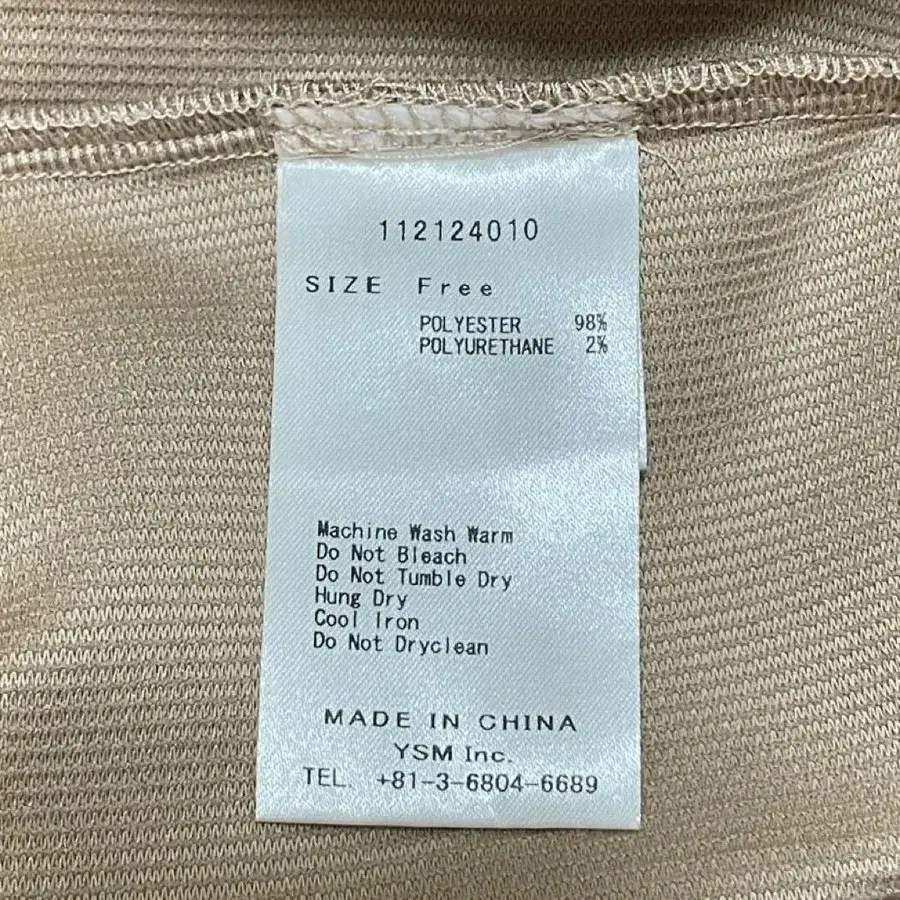 112124010
SIZE Free
POLYESTER 98%
POLYURETHANE 2%
Machine Wash Warm
Do Not Bleach
Do Not Tumble Dry
Hung Dry
Cool Iron
Do Not Dryclean
MADE IN CHINA
YSM Inc.
TEL. +81-3-6804-6689